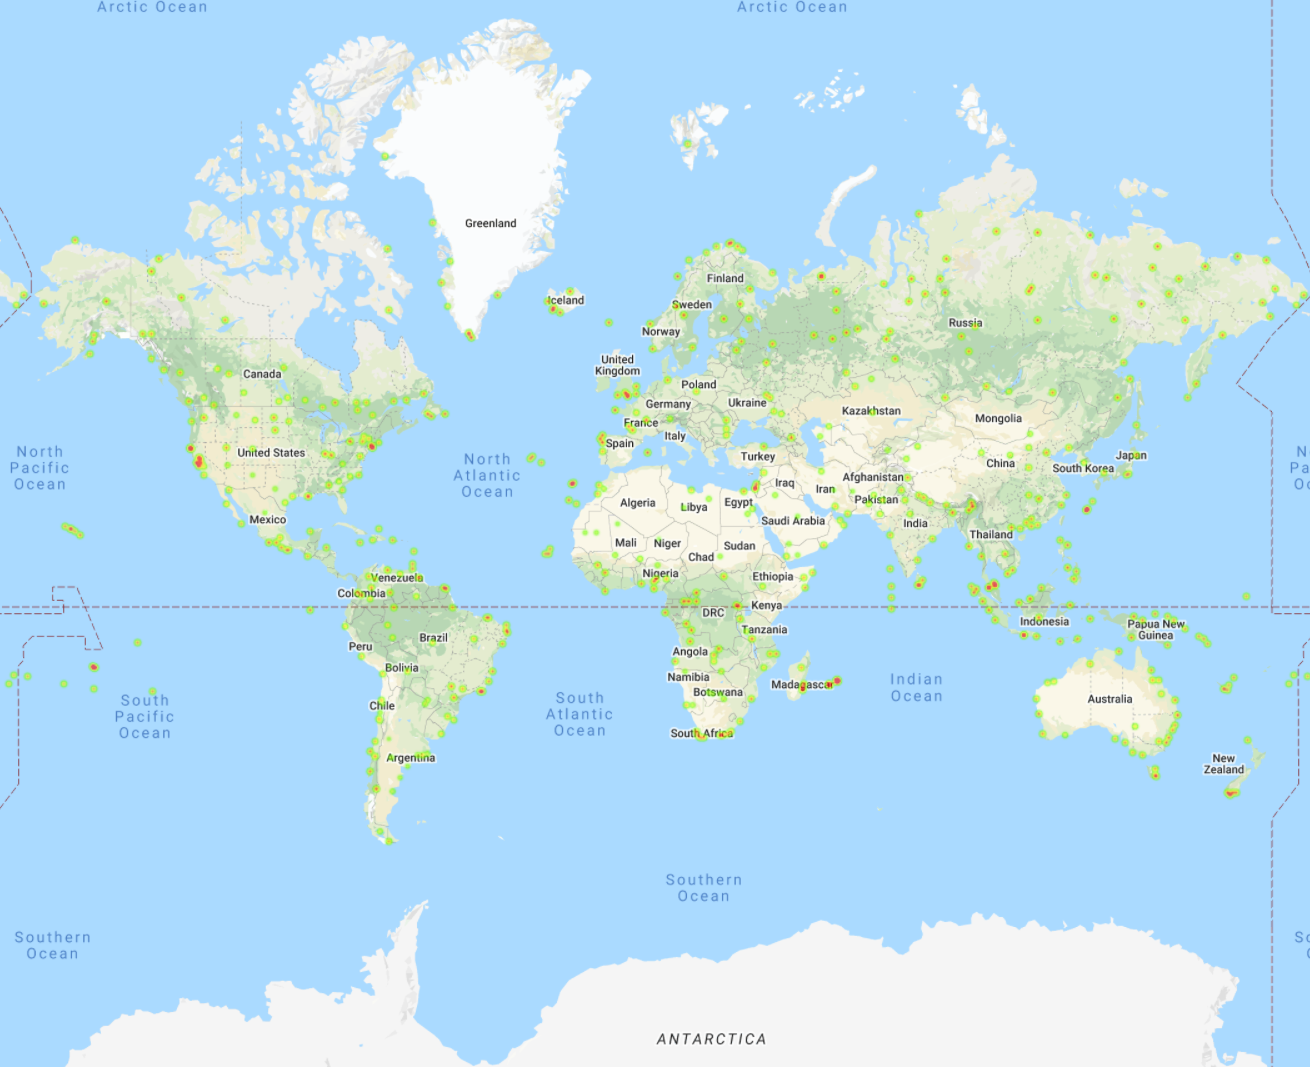 Arctic Ocean
Arctic Ocean
Greenland
Iceland
Finland
Sweden
Norway
Russia
United
Kingdom
Canada
Poland
Germany
Ukraine
Kazakhstan
Mongolia
France
Italy
Spain
North
Pacific
Ocean
United States
North
Atlantic
Ocean
Turkey
China
Japan
South Korea
N
Pa
Oc
Afghanistan
Iraq
Iran
Pakistan
Algeria
Libya
Egypt
Mexico
Saudi Arabia
India
Thailand
Mali
Niger
Sudan
Chad
Venezuela
Nigeria
Ethiopia
Colombia
DRC
Kenya
Indonesia
Papua New
Guinea
Brazil
Tanzania
Peru
Angola
Bolivia
Namibia
Madagascar
Botswana
Indian
Ocean
Australia
South
Pacific
Ocean
Chile
South
Atlantic
Ocean
South Africa
Argentina
New
Zealand
Southern
Ocean
Southern
Ocean
So
ANTARCTICA